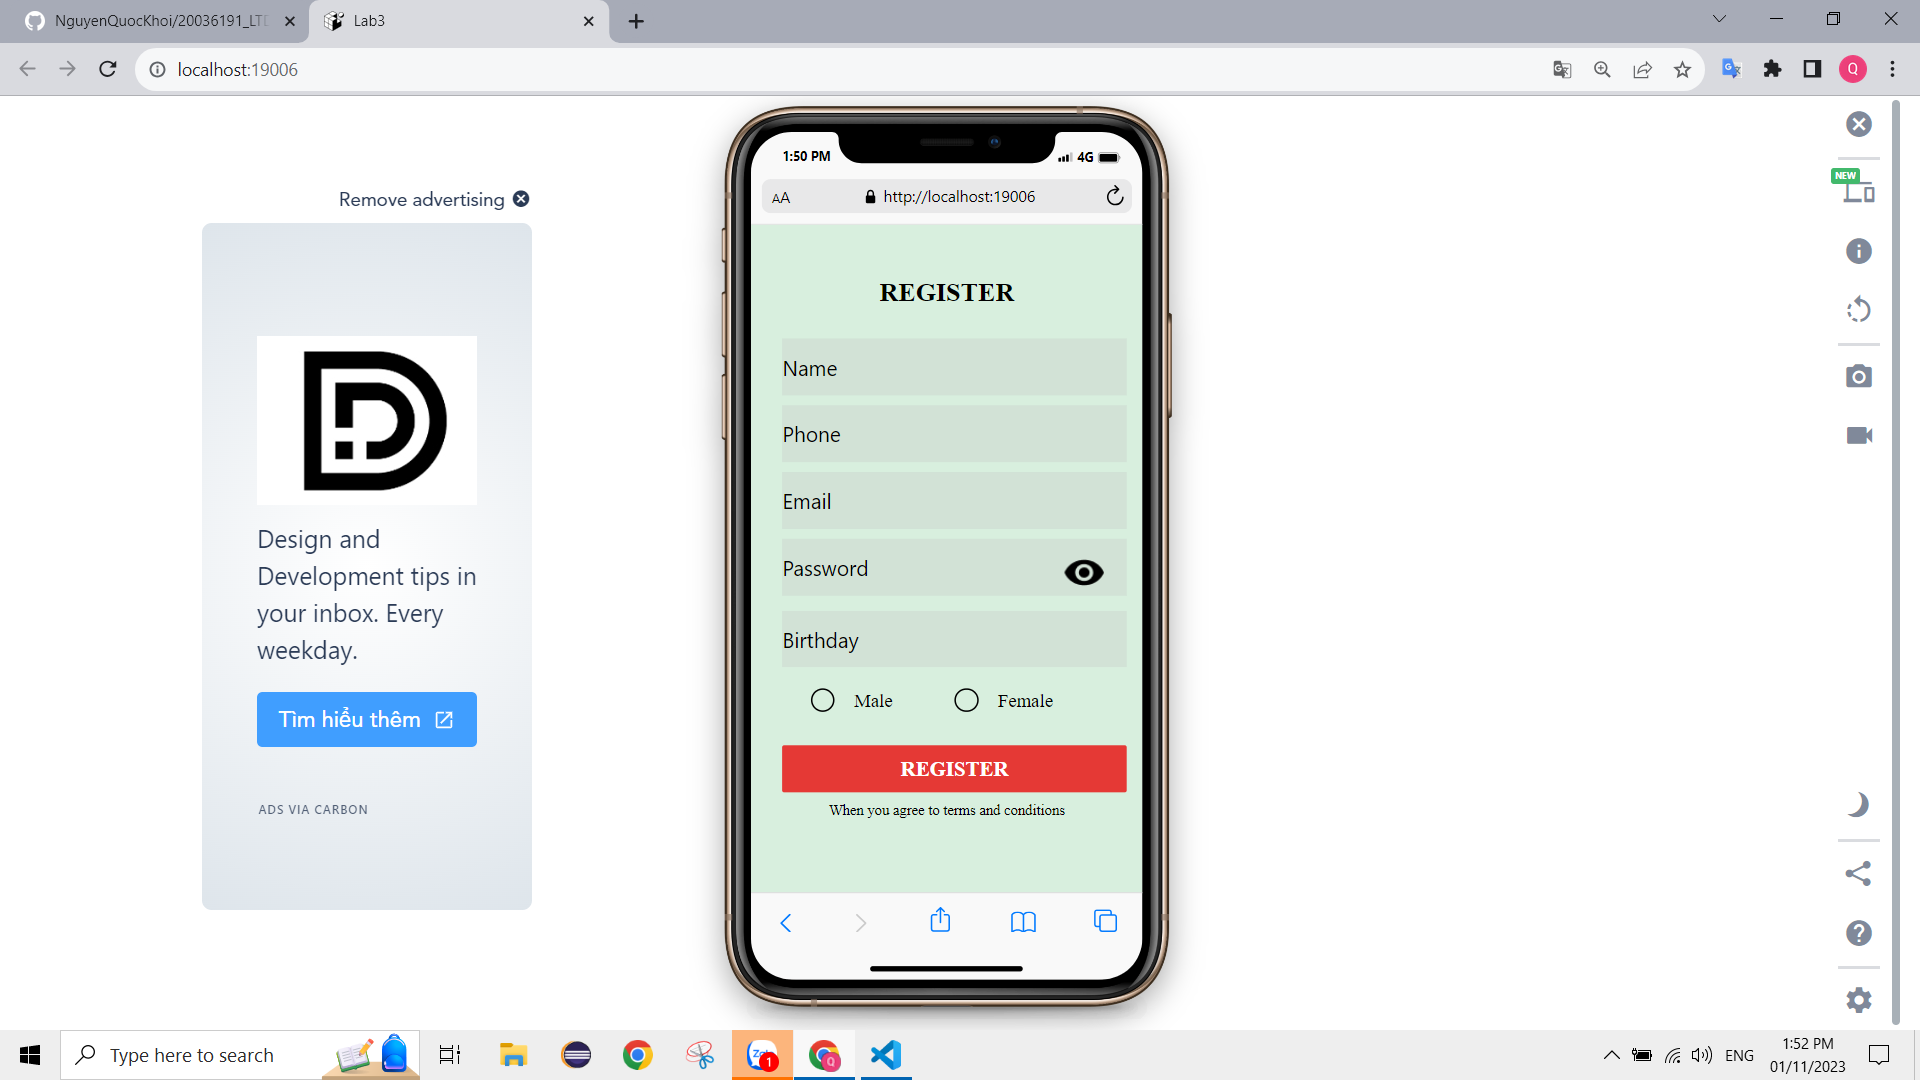 NguyenQuocKhoi/20036191_LTD
Lab3
localhost:19006
Q
Remove advertising
Design and
Development tips in
your inbox. Every
weekday.
Tìm hiểu thêm
ADS VIA CARBON
1:50 PM
4G
AA
http://localhost:19006
REGISTER
Name
Phone
Email
Password
Birthday
Male
Female
REGISTER
When you agree to terms and conditions
NEW
Type here to search
1
Q
ENG
1:52 PM
01/11/2023